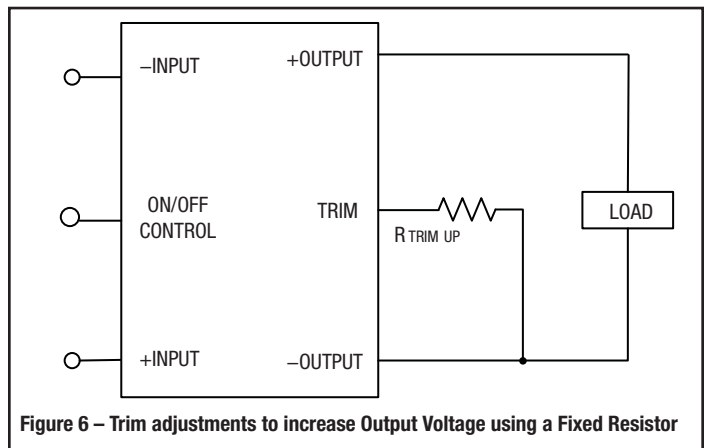 –INPUT
+OUTPUT
ON/OFF
CONTROL
TRIM
R TRIM UP
LOAD
+INPUT
–OUTPUT
Figure 6 – Trim adjustments to increase Output Voltage using a Fixed Resistor